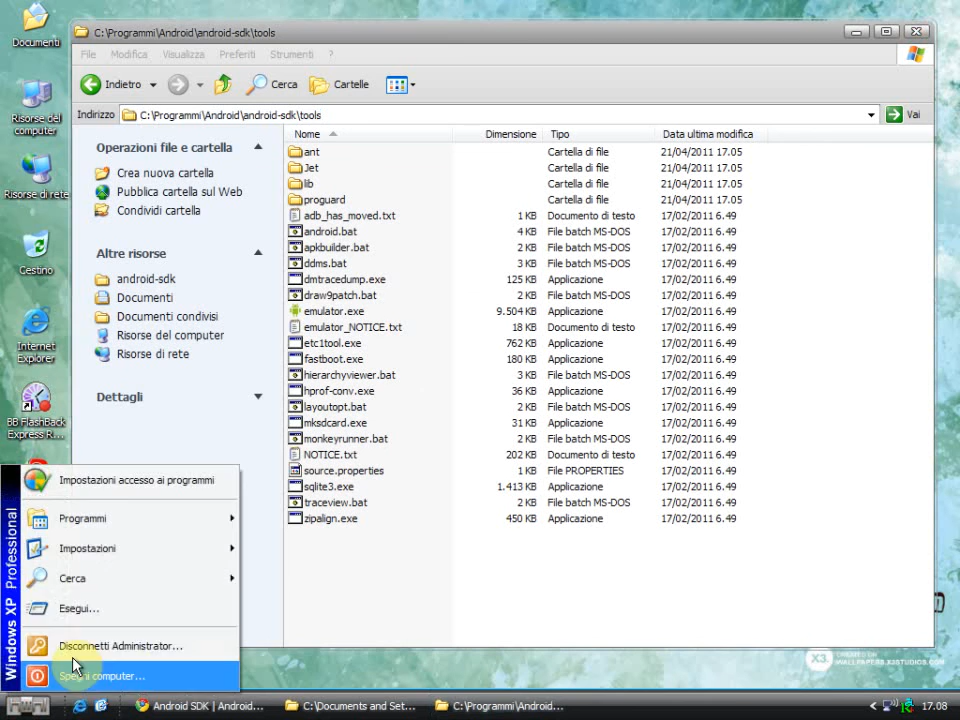 Documenti
Risorse del computer
Risorse di rete
Cestino
Internet Explorer
BB FlashBack Express R...
C:\Programmi\Android\android-sdk\tools
File Modifica Visualizza Preferiti Strumenti ?
Indietro Cerca Cartelle
Indirizzo C:\Programmi\Android\android-sdk\tools Vai
Operazioni file e cartella
Crea nuova cartella
Pubblica cartella sul Web
Condividi cartella
Altre risorse
android-sdk
Documenti
Documenti condivisi
Risorse del computer
Risorse di rete
Dettagli
Nome Dimensione Tipo Data ultima modifica
ant Cartella di file 21/04/2011 17.05
Jet Cartella di file 21/04/2011 17.05
lib Cartella di file 21/04/2011 17.05
proguard Cartella di file 21/04/2011 17.05
adb_has_moved.txt 1 KB Documento di testo 17/02/2011 6.49
android.bat 4 KB File batch MS-DOS 17/02/2011 6.49
apkbuilder.bat 2 KB File batch MS-DOS 17/02/2011 6.49
ddms.bat 3 KB File batch MS-DOS 17/02/2011 6.49
dmtracedump.exe 125 KB Applicazione 17/02/2011 6.49
draw9patch.bat 2 KB File batch MS-DOS 17/02/2011 6.49
emulator.exe 9.504 KB Applicazione 17/02/2011 6.49
emulator_NOTICE.txt 18 KB Documento di testo 17/02/2011 6.49
etc1tool.exe 762 KB Applicazione 17/02/2011 6.49
fastboot.exe 180 KB Applicazione 17/02/2011 6.49
hierarchyviewer.bat 3 KB File batch MS-DOS 17/02/2011 6.49
hprof-conv.exe 36 KB Applicazione 17/02/2011 6.49
layoutopt.bat 2 KB File batch MS-DOS 17/02/2011 6.49
mksdcard.exe 31 KB Applicazione 17/02/2011 6.49
monkeyrunner.bat 2 KB File batch MS-DOS 17/02/2011 6.49
NOTICE.txt 202 KB Documento di testo 17/02/2011 6.49
source.properties 1 KB File PROPERTIES 17/02/2011 6.49
sqlite3.exe 1.413 KB Applicazione 17/02/2011 6.49
traceview.bat 2 KB File batch MS-DOS 17/02/2011 6.49
zipalign.exe 450 KB Applicazione 17/02/2011 6.49
Windows XP Professional
Impostazioni accesso ai programmi
Programmi
Impostazioni
Cerca
Esegui...
Disconnetti Administrator...
Spegni computer...
X3 CREATED ON
WALLPAPERS.X3STUDIOS.COM
Android SDK | Android... C:\Documents and Set... C:\Programmi\Android... 17.08